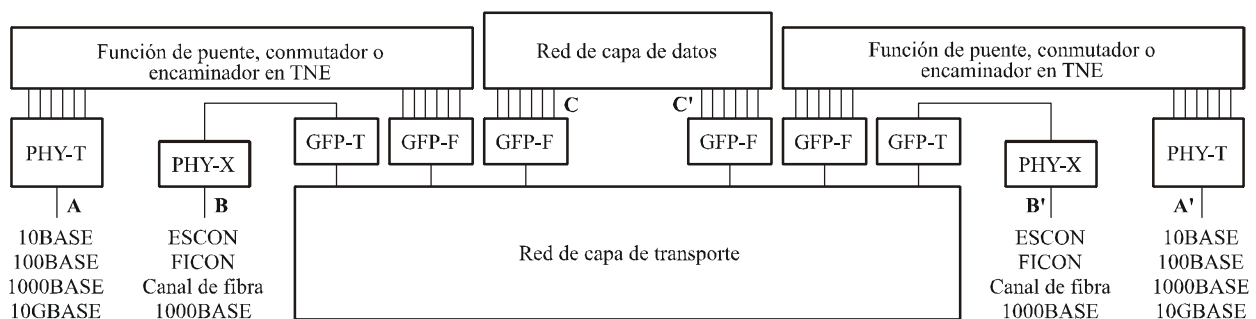 Función de puente, conmutador o
encaminador en TNE
Red de capa de datos
Función de puente, conmutador o
encaminador en TNE
C
C'
PHY-T
PHY-X
GFP-T
GFP-F
GFP-F
GFP-F
GFP-F
GFP-T
PHY-X
PHY-T
A
B
B'
A'
10BASE
100BASE
1000BASE
10GBASE
ESCON
FICON
Canal de fibra
1000BASE
Red de capa de transporte
ESCON
FICON
Canal de fibra
1000BASE
10BASE
100BASE
1000BASE
10GBASE